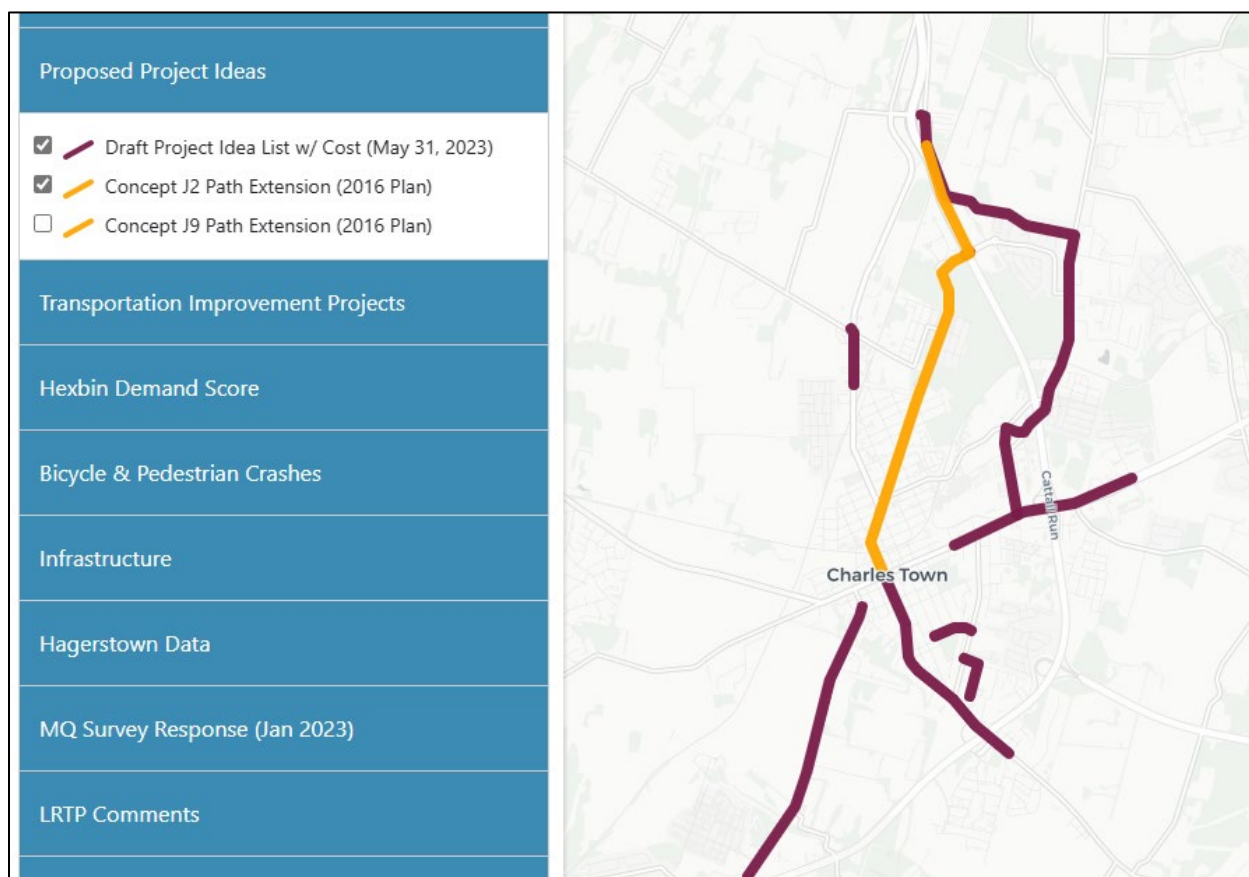 Proposed Project Ideas
Draft Project Idea List w/ Cost (May 31, 2023)
Concept J2 Path Extension (2016 Plan)
Concept J9 Path Extension (2016 Plan)
Transportation Improvement Projects
Hexbin Demand Score
Bicycle & Pedestrian Crashes
Infrastructure
Hagerstown Data
MQ Survey Response (Jan 2023)
LRTP Comments
Cattail Run
Charles Town